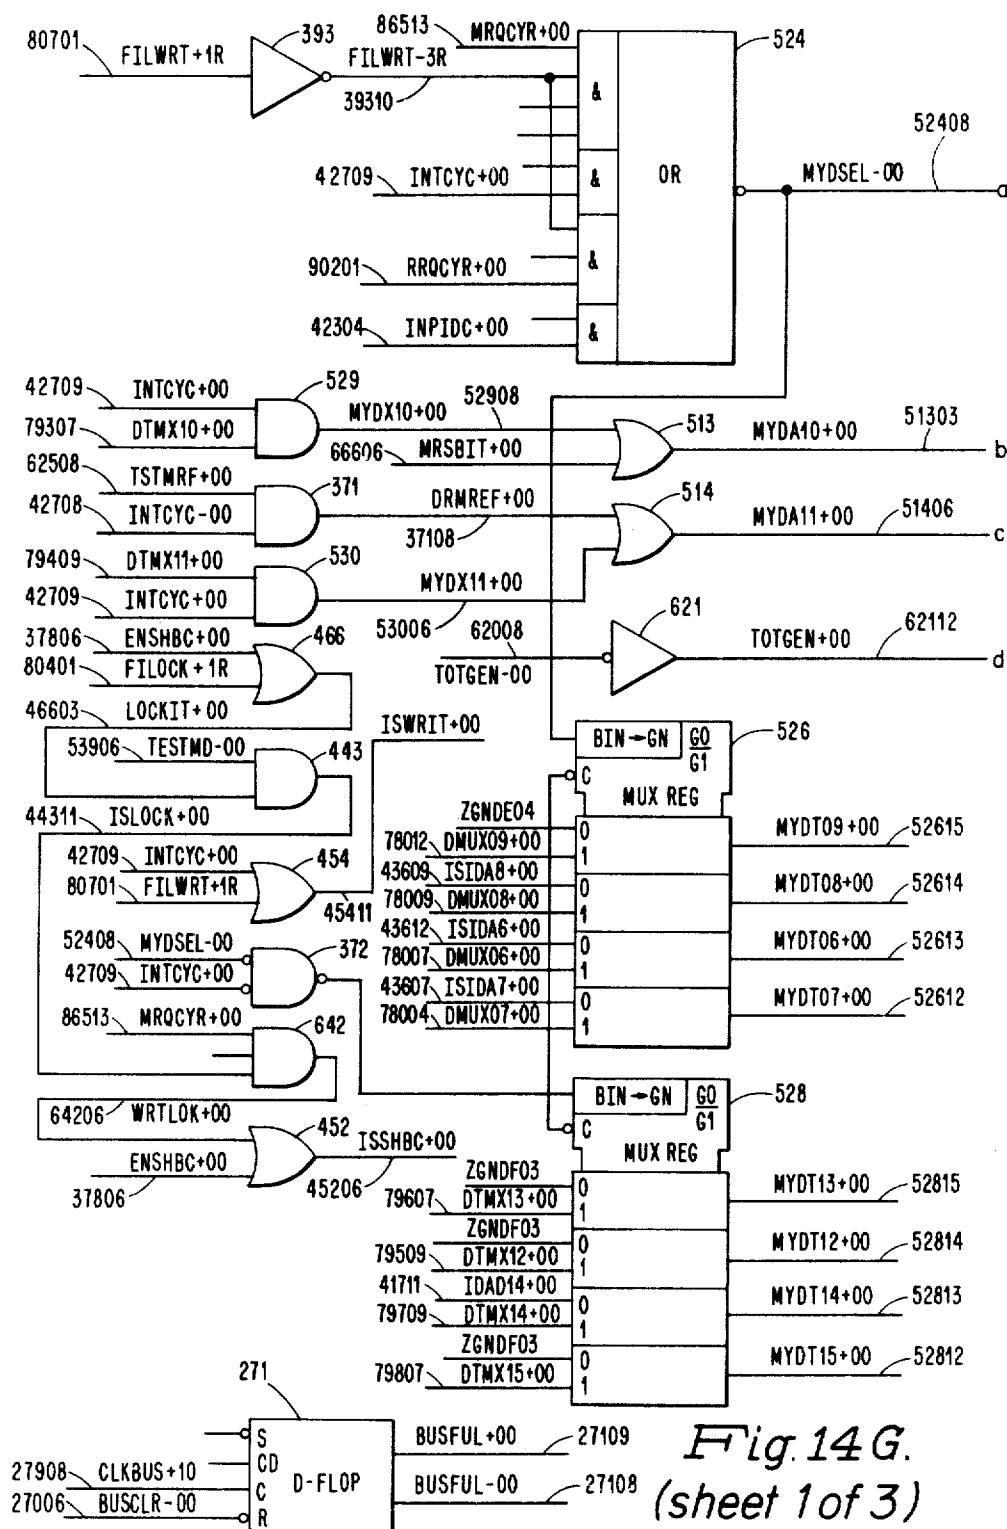 80701 FILWRT+1R 393 FILWRT-3R 86513 MRQCYR+00 524
39310
&
42709 INTCYC+00 & OR MYDSEL-00 52408 a
90201 RRQCYR+00 &
42304 INPIDC+00 &
42709 INTCYC+00 529
79307 DTMX10+00 MYDX10+00 52908 513 MYDA10+00 51303 b
66606 MRSBIT+00
62508 TSTMRF+00 371
42708 INTCYC-00 DRMREF+00 37108 514 MYDA11+00 51406 c
79409 DTMX11+00 530
42709 INTCYC+00 MYDX11+00 53006
37806 ENSHBC+00 466
80401 FILOCK+1R
62008 TOTGEN-00 621 TOTGEN+00 62112 d
46603 LOCKIT+00 ISWRIT+00
53906 TESTMD-00 443
44311 ISLOCK+00
42709 INTCYC+00 454
80701 FILWRT+1R 45411
52408 MYDSEL-00 372
42709 INTCYC+00
86513 MRQCYR+00 642
64206 WRTLOK+00
452 ISSHBC+00
ENSHBC+00 37806 45206
BIN→GN G0/G1 526
C
MUX REG
ZGNDE04 0
78012 DMUX09+00 1 MYDT09+00 52615
43609 ISIDA8+00 0
78009 DMUX08+00 1 MYDT08+00 52614
43612 ISIDA6+00 0
78007 DMUX06+00 1 MYDT06+00 52613
43607 ISIDA7+00 0
78004 DMUX07+00 1 MYDT07+00 52612
BIN→GN G0/G1 528
C
MUX REG
ZGNDF03 0
79607 DTMX13+00 1 MYDT13+00 52815
ZGNDF03 0
79509 DTMX12+00 1 MYDT12+00 52814
41711 IDAD14+00 0
79709 DTMX14+00 1 MYDT14+00 52813
ZGNDF03 0
79807 DTMX15+00 1 MYDT15+00 52812
271
S
CD
27908 CLKBUS+10 C D-FLOP BUSFUL+00 27109
27006 BUSCLR-00 R BUSFUL-00 27108
Fig. 14G.
(sheet 1 of 3)